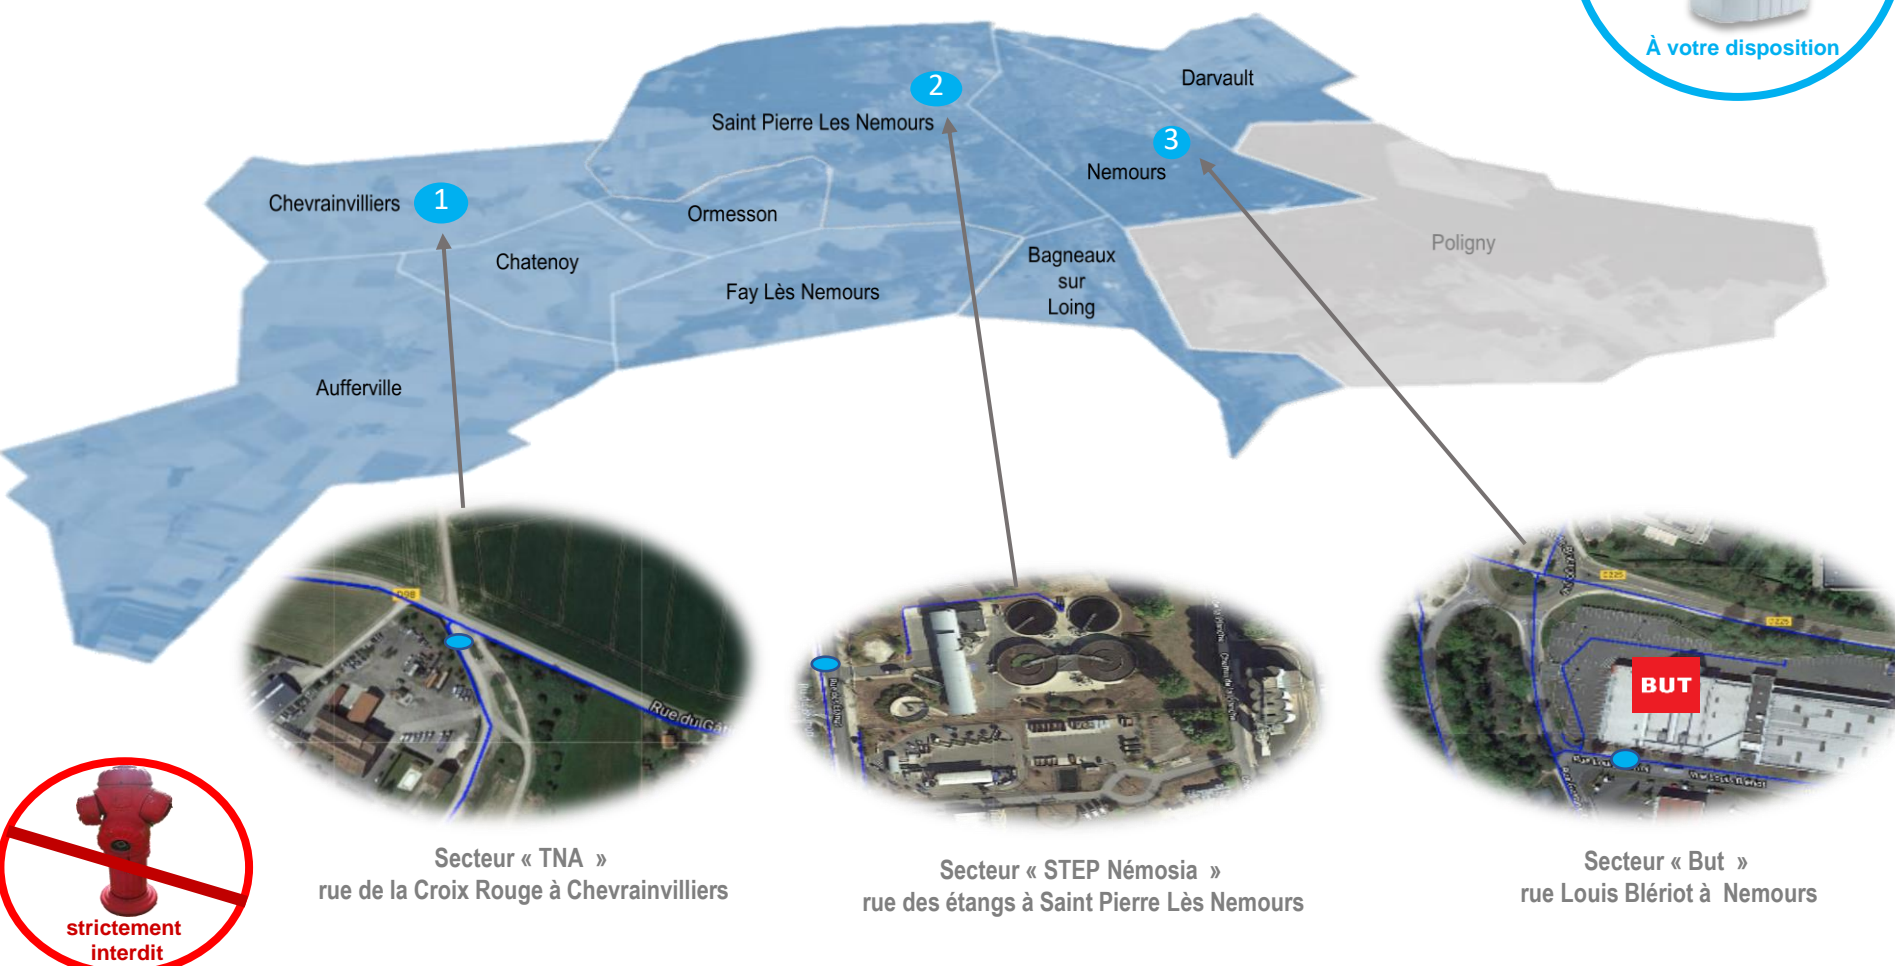 À votre disposition
Darvault
2
Saint Pierre Les Nemours
3
Nemours
Chevrainvilliers
1
Ormesson
Poligny
Chatenoy
Bagneaux
sur
Loing
Fay Lès Nemours
Aufferville
D98
Rue du Gât
D225
D225
BUT
Secteur « TNA »
rue de la Croix Rouge à Chevrainvilliers
Secteur « STEP Némosia »
rue des étangs à Saint Pierre Lès Nemours
Secteur « But »
rue Louis Blériot à Nemours
strictement
interdit